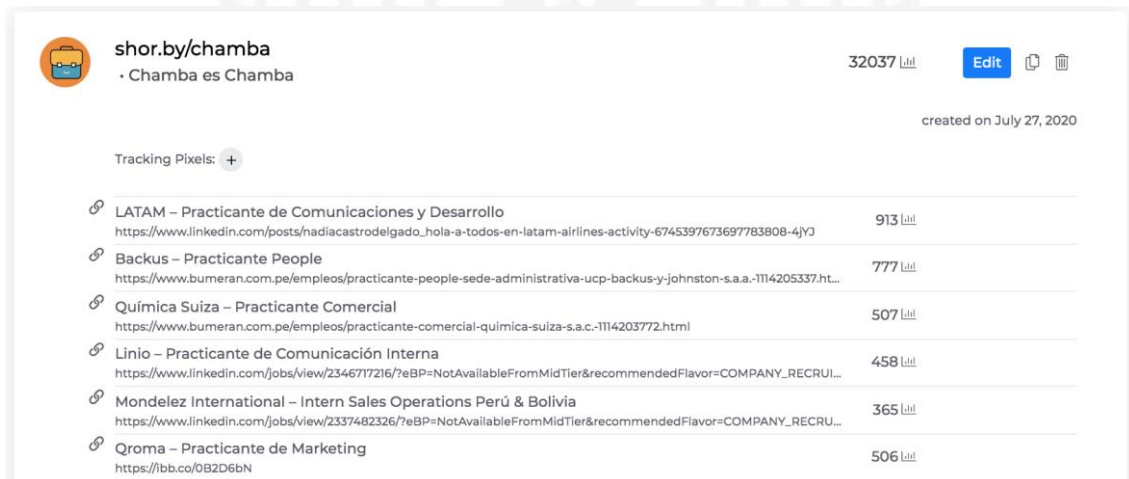 shor.by/chamba
• Chamba es Chamba
32037
Edit
created on July 27, 2020
Tracking Pixels: +
LATAM – Practicante de Comunicaciones y Desarrollo
https://www.linkedin.com/posts/nadiacastrodelgado_hola-a-todos-en-latam-airlines-activity-6745397673697783808-4jYJ
913
Backus – Practicante People
https://www.bumeran.com.pe/empleos/practicante-people-sede-administrativa-ucp-backus-y-johnston-s.a.a.-1114205337.ht...
777
Química Suiza – Practicante Comercial
https://www.bumeran.com.pe/empleos/practicante-comercial-quimica-suiza-s.a.c.-1114203772.html
507
Linio – Practicante de Comunicación Interna
https://www.linkedin.com/jobs/view/2346717216/?eBP=NotAvailableFromMidTier&recommendedFlavor=COMPANY_RECRUI...
458
Mondelez International – Intern Sales Operations Perú & Bolivia
https://www.linkedin.com/jobs/view/2337482326/?eBP=NotAvailableFromMidTier&recommendedFlavor=COMPANY_RECRU...
365
Qroma – Practicante de Marketing
https://ibb.co/0B2D6bN
506